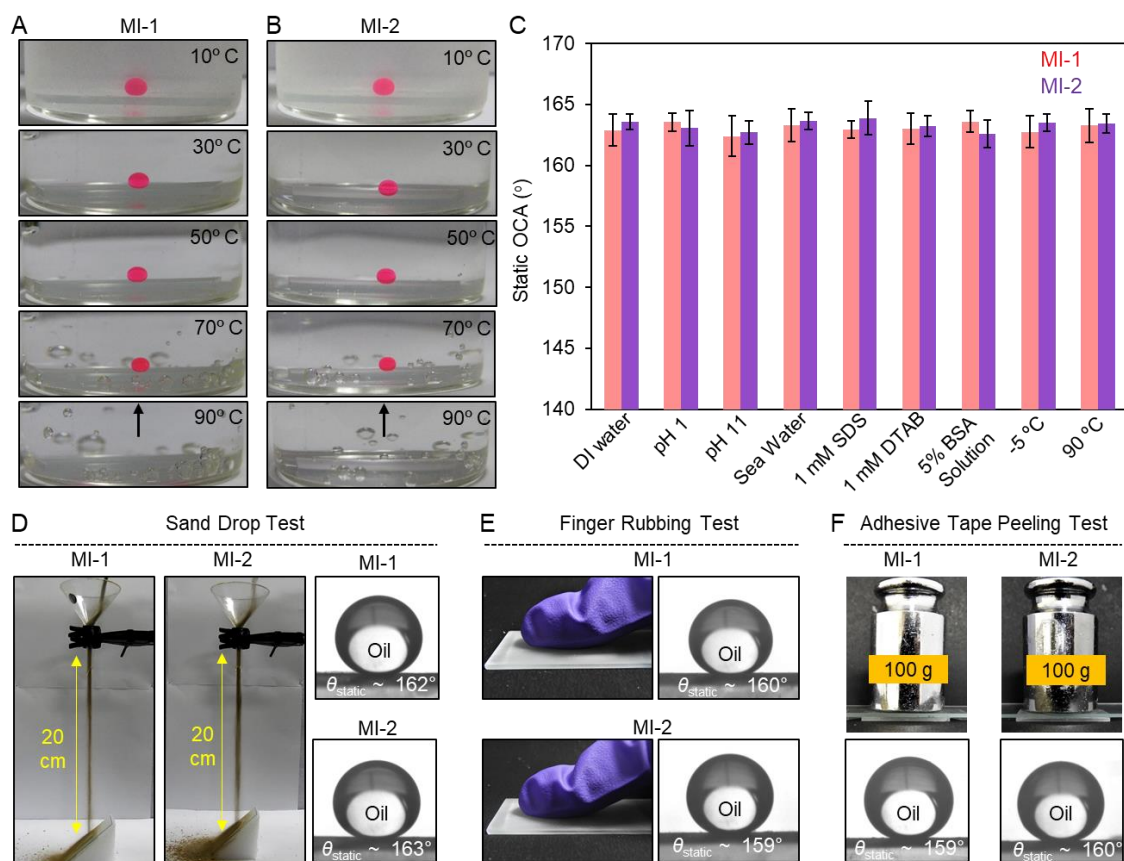 A
MI-1
10º C
30º C
50º C
70º C
90º C
B
MI-2
10º C
30º C
50º C
70º C
90º C
C
Static OCA (º)
170
165
160
155
150
145
140
MI-1
MI-2
DI water
pH 1
pH 11
Sea Water
1 mM SDS
1 mM DTAB
5% BSA
Solution
-5 ºC
90 ºC
D
Sand Drop Test
MI-1
MI-2
20
cm
20
cm
MI-1
Oil
θstatic ~ 162°
MI-2
Oil
θstatic ~ 163°
E
Finger Rubbing Test
MI-1
Oil
θstatic ~ 160°
MI-2
Oil
θstatic ~ 159°
F
Adhesive Tape Peeling Test
MI-1
MI-2
100 g
100 g
Oil
θstatic ~ 159°
Oil
θstatic ~ 160°